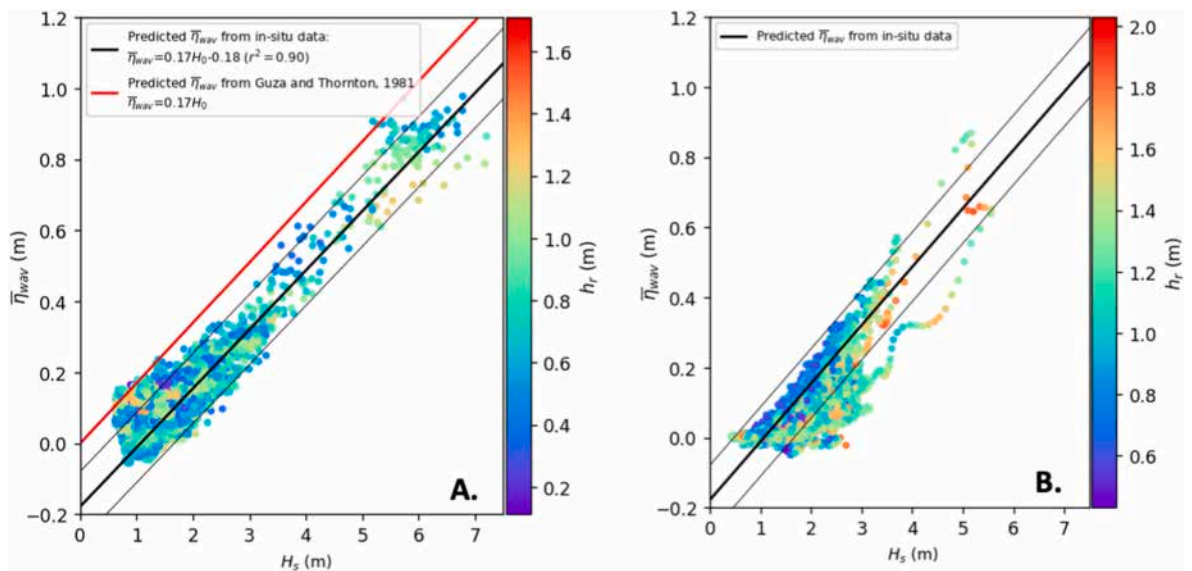 1.2
1.0
0.8
0.6
0.4
0.2
0.0
−0.2
η̅wav (m)
0 1 2 3 4 5 6 7
Hs (m)
Predicted η̅wav from in-situ data:
η̅wav=0.17H0-0.18 (r² = 0.90)
Predicted η̅wav from Guza and Thornton, 1981
η̅wav=0.17H0
A.
1.6
1.4
1.2
1.0
0.8
0.6
0.4
0.2
hr (m)
1.2
1.0
0.8
0.6
0.4
0.2
0.0
−0.2
η̅wav (m)
0 1 2 3 4 5 6 7
Hs (m)
Predicted η̅wav from in-situ data
B.
2.0
1.8
1.6
1.4
1.2
1.0
0.8
0.6
hr (m)